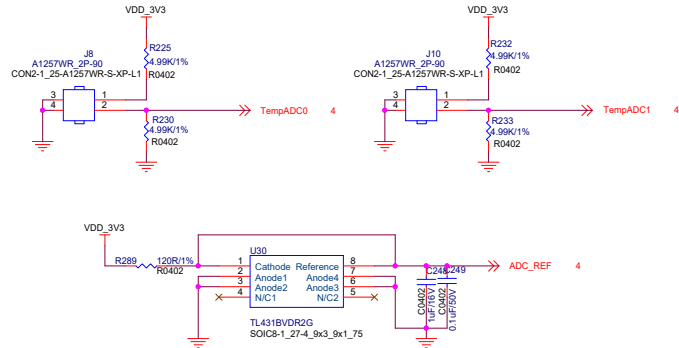 VDD_3V3
J8
A1257WR_2P-90
CON2-1_25-A1257WR-S-XP-L1
R225
4.99K/1%
R0402
3
4
1
2
TempADC0
4
R230
4.99K/1%
R0402
VDD_3V3
J10
A1257WR_2P-90
CON2-1_25-A1257WR-S-XP-L1
R232
4.99K/1%
R0402
3
4
1
2
TempADC1
4
R233
4.99K/1%
R0402
VDD_3V3
R289
120R/1%
R0402
U30
1
Cathode
Reference
8
2
Anode1
Anode4
7
3
Anode2
Anode3
6
4
N/C1
N/C2
5
TL431BVDR2G
SOIC8-1_27-4_9x3_9x1_75
C248
C0402
1uF/16V
C249
C0402
0.1uF/50V
ADC_REF
4